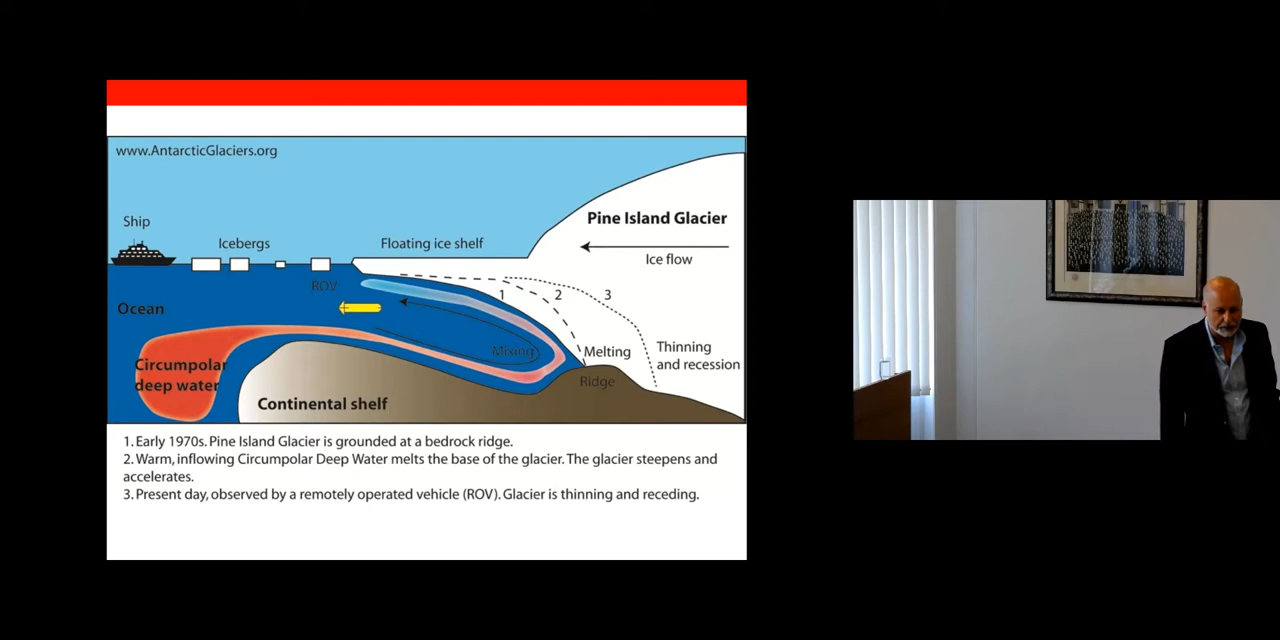 www.AntarcticGlaciers.org
Ship
Icebergs
Floating ice shelf
Pine Island Glacier
Ice flow
ROV
Ocean
1
2
3
Circumpolar
deep water
Mixing
Melting
Thinning
and recession
Ridge
Continental shelf
1. Early 1970s. Pine Island Glacier is grounded at a bedrock ridge.
2. Warm, inflowing Circumpolar Deep Water melts the base of the glacier. The glacier steepens and
accelerates.
3. Present day, observed by a remotely operated vehicle (ROV). Glacier is thinning and receding.